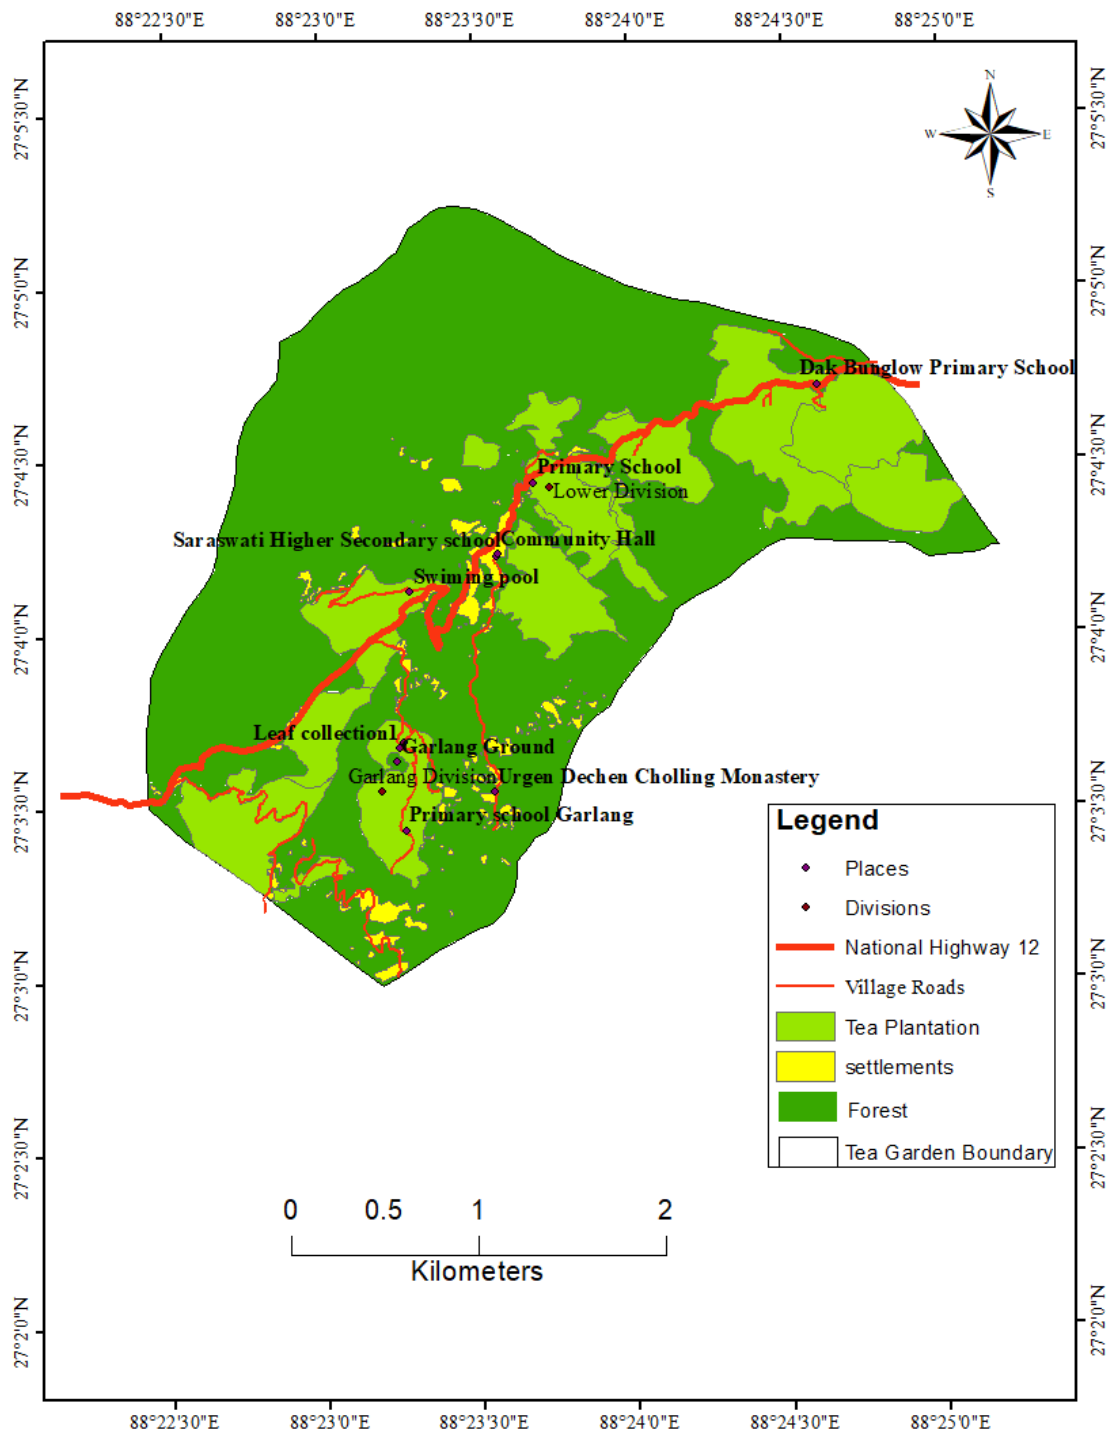 88°22'30"E 88°23'0"E 88°23'30"E 88°24'0"E 88°24'30"E 88°25'0"E
N
W E
S
27°5'30"N 27°5'30"N
27°5'0"N 27°5'0"N
Dak Bunglow Primary School
27°4'30"N 27°4'30"N
Primary School
Lower Division
Saraswati Higher Secondary school Community Hall
Swiming pool
27°4'0"N 27°4'0"N
Leaf collection1
Garlang Ground
Garlang Division Urgen Dechen Cholling Monastery
27°3'30"N 27°3'30"N
Primary school Garlang
Legend
Places
Divisions
National Highway 12
Village Roads
Tea Plantation
settlements
Forest
Tea Garden Boundary
27°3'0"N 27°3'0"N
27°2'30"N 27°2'30"N
0 0.5 1 2
Kilometers
27°2'0"N 27°2'0"N
88°22'30"E 88°23'0"E 88°23'30"E 88°24'0"E 88°24'30"E 88°25'0"E